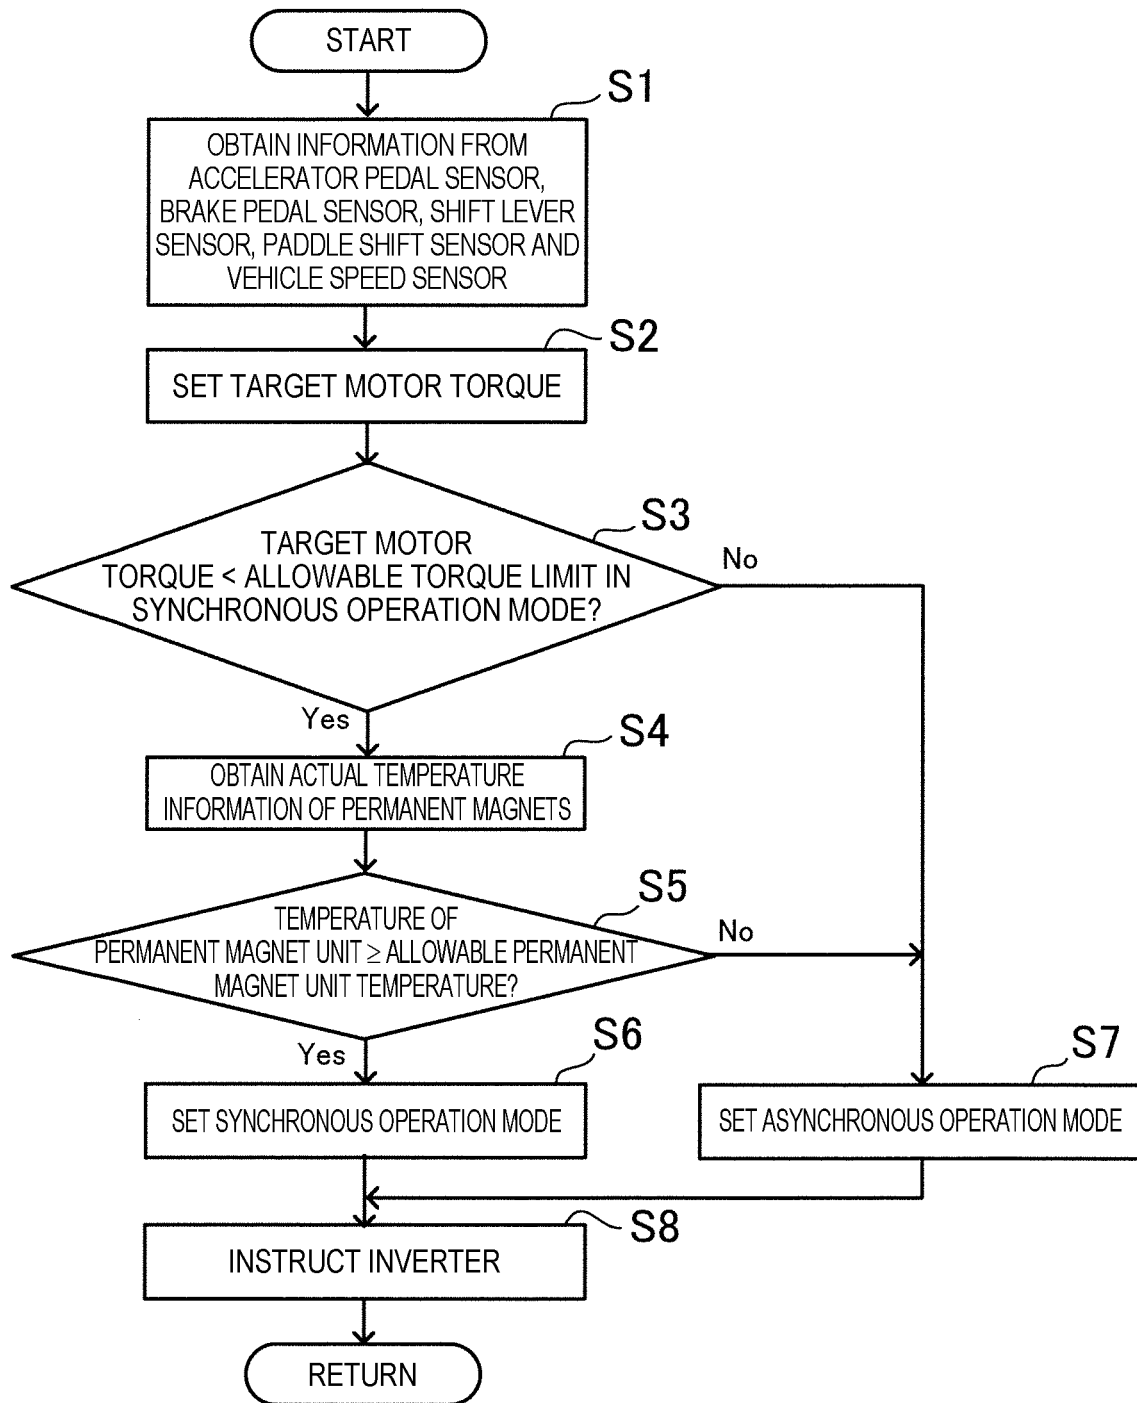 START
S1
OBTAIN INFORMATION FROM
ACCELERATOR PEDAL SENSOR,
BRAKE PEDAL SENSOR, SHIFT LEVER
SENSOR, PADDLE SHIFT SENSOR AND
VEHICLE SPEED SENSOR
S2
SET TARGET MOTOR TORQUE
S3
TARGET MOTOR
TORQUE < ALLOWABLE TORQUE LIMIT IN
SYNCHRONOUS OPERATION MODE?
No
Yes
S4
OBTAIN ACTUAL TEMPERATURE
INFORMATION OF PERMANENT MAGNETS
S5
TEMPERATURE OF
PERMANENT MAGNET UNIT ≥ ALLOWABLE PERMANENT
MAGNET UNIT TEMPERATURE?
No
Yes
S6
SET SYNCHRONOUS OPERATION MODE
S7
SET ASYNCHRONOUS OPERATION MODE
S8
INSTRUCT INVERTER
RETURN